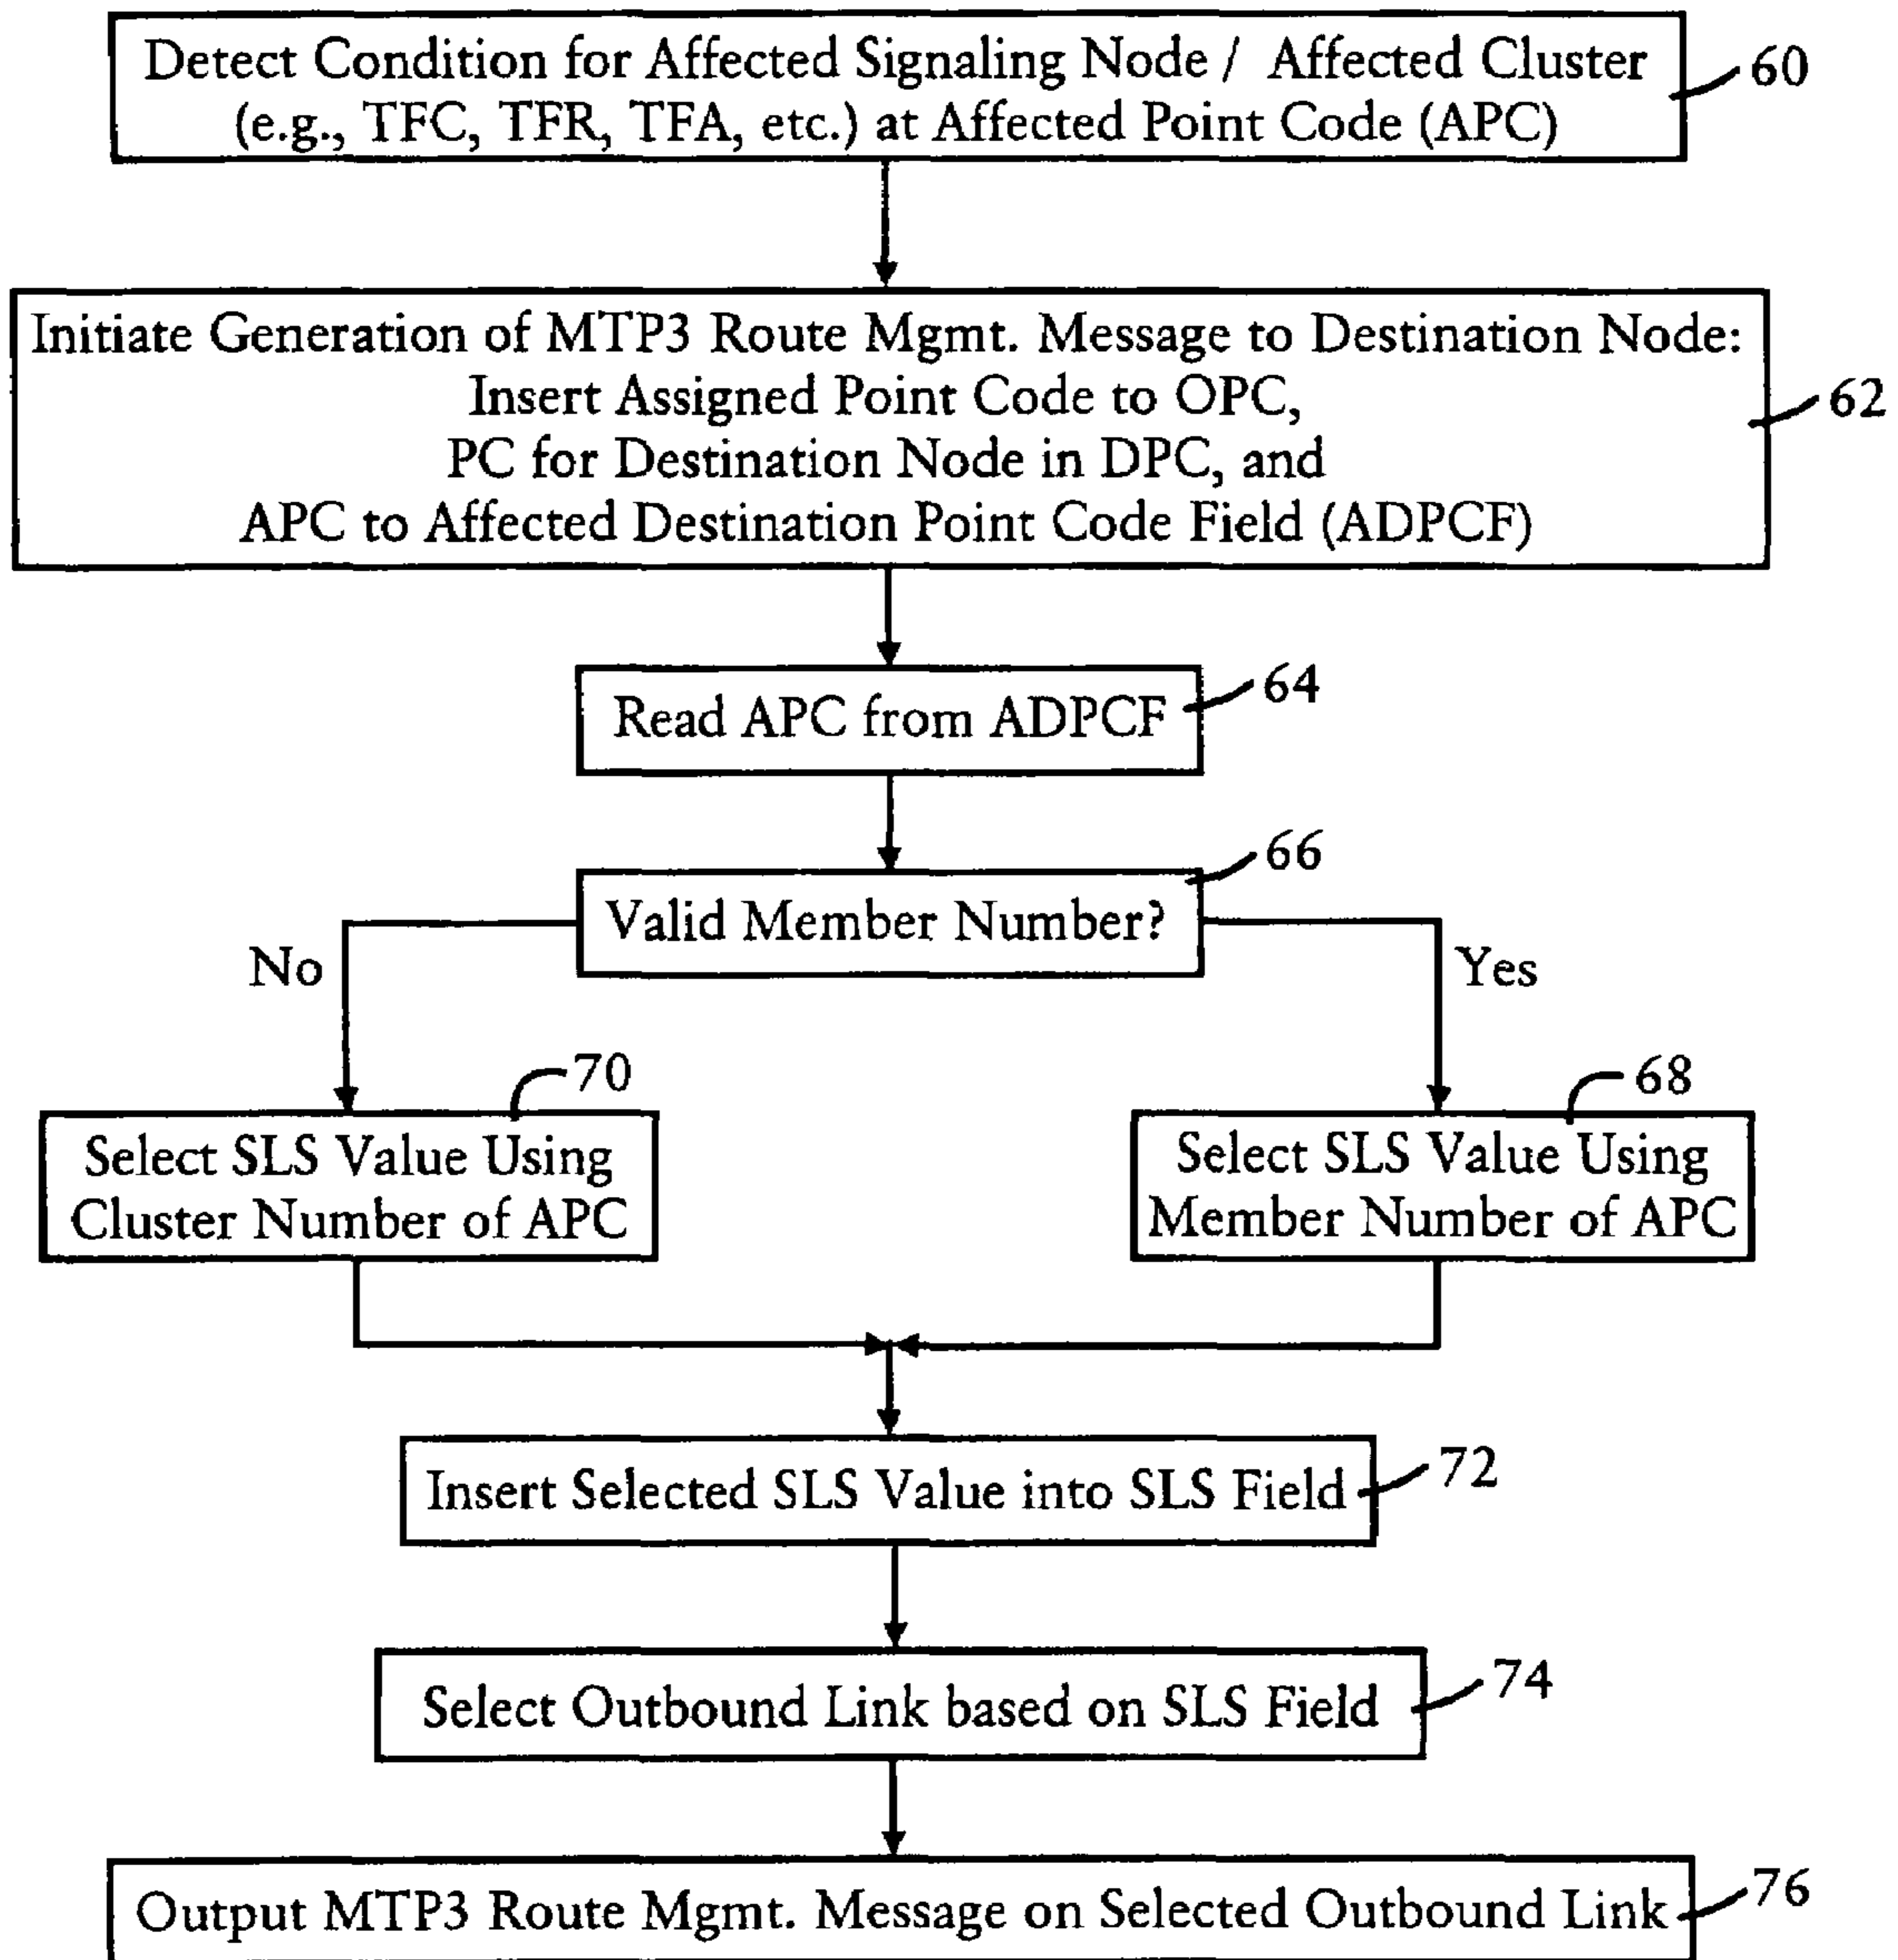 Detect Condition for Affected Signaling Node / Affected Cluster
(e.g., TFC, TFR, TFA, etc.) at Affected Point Code (APC)
60
Initiate Generation of MTP3 Route Mgmt. Message to Destination Node:
Insert Assigned Point Code to OPC,
PC for Destination Node in DPC, and
APC to Affected Destination Point Code Field (ADPCF)
62
Read APC from ADPCF
64
Valid Member Number?
66
No
Yes
70
Select SLS Value Using
Cluster Number of APC
68
Select SLS Value Using
Member Number of APC
Insert Selected SLS Value into SLS Field
72
Select Outbound Link based on SLS Field
74
Output MTP3 Route Mgmt. Message on Selected Outbound Link
76